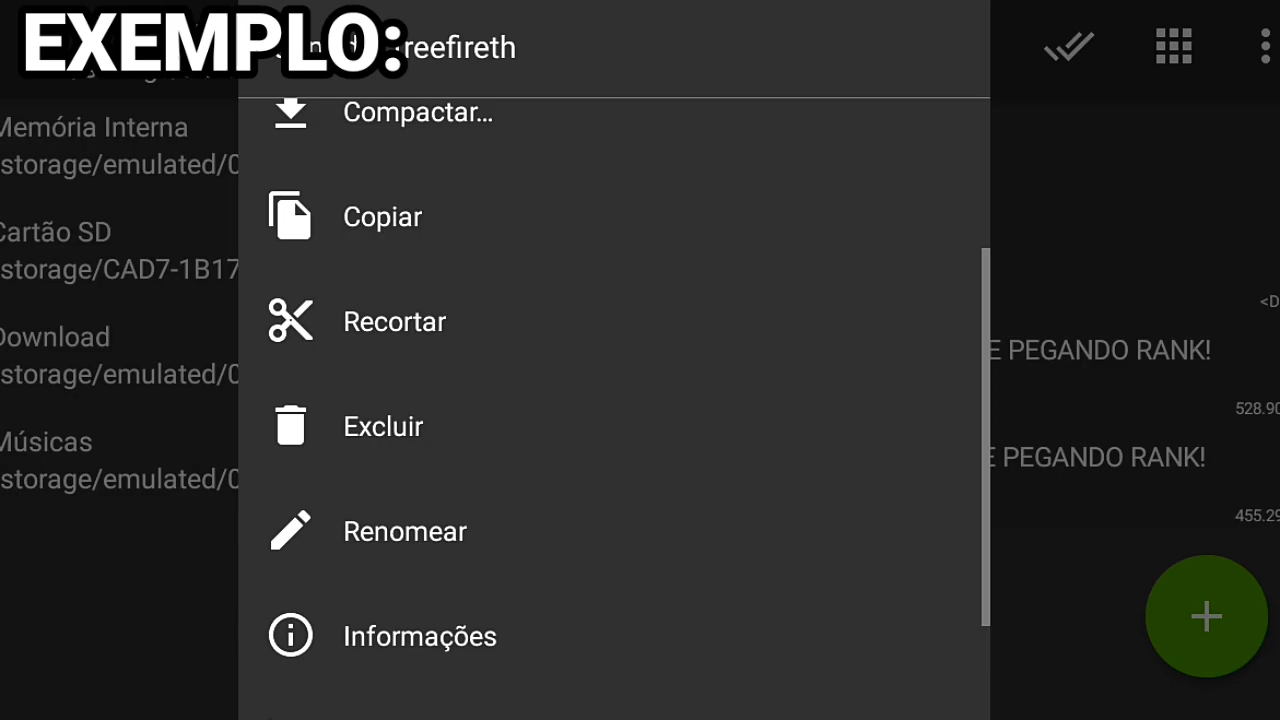 EXEMPLO:
reefireth
Compactar...
Copiar
Recortar
Excluir
Renomear
Informações
Memória Interna
storage/emulated/0
Cartão SD
storage/CAD7-1B17
Download
storage/emulated/0
Músicas
storage/emulated/0
<D
E PEGANDO RANK!
528.90
E PEGANDO RANK!
455.29